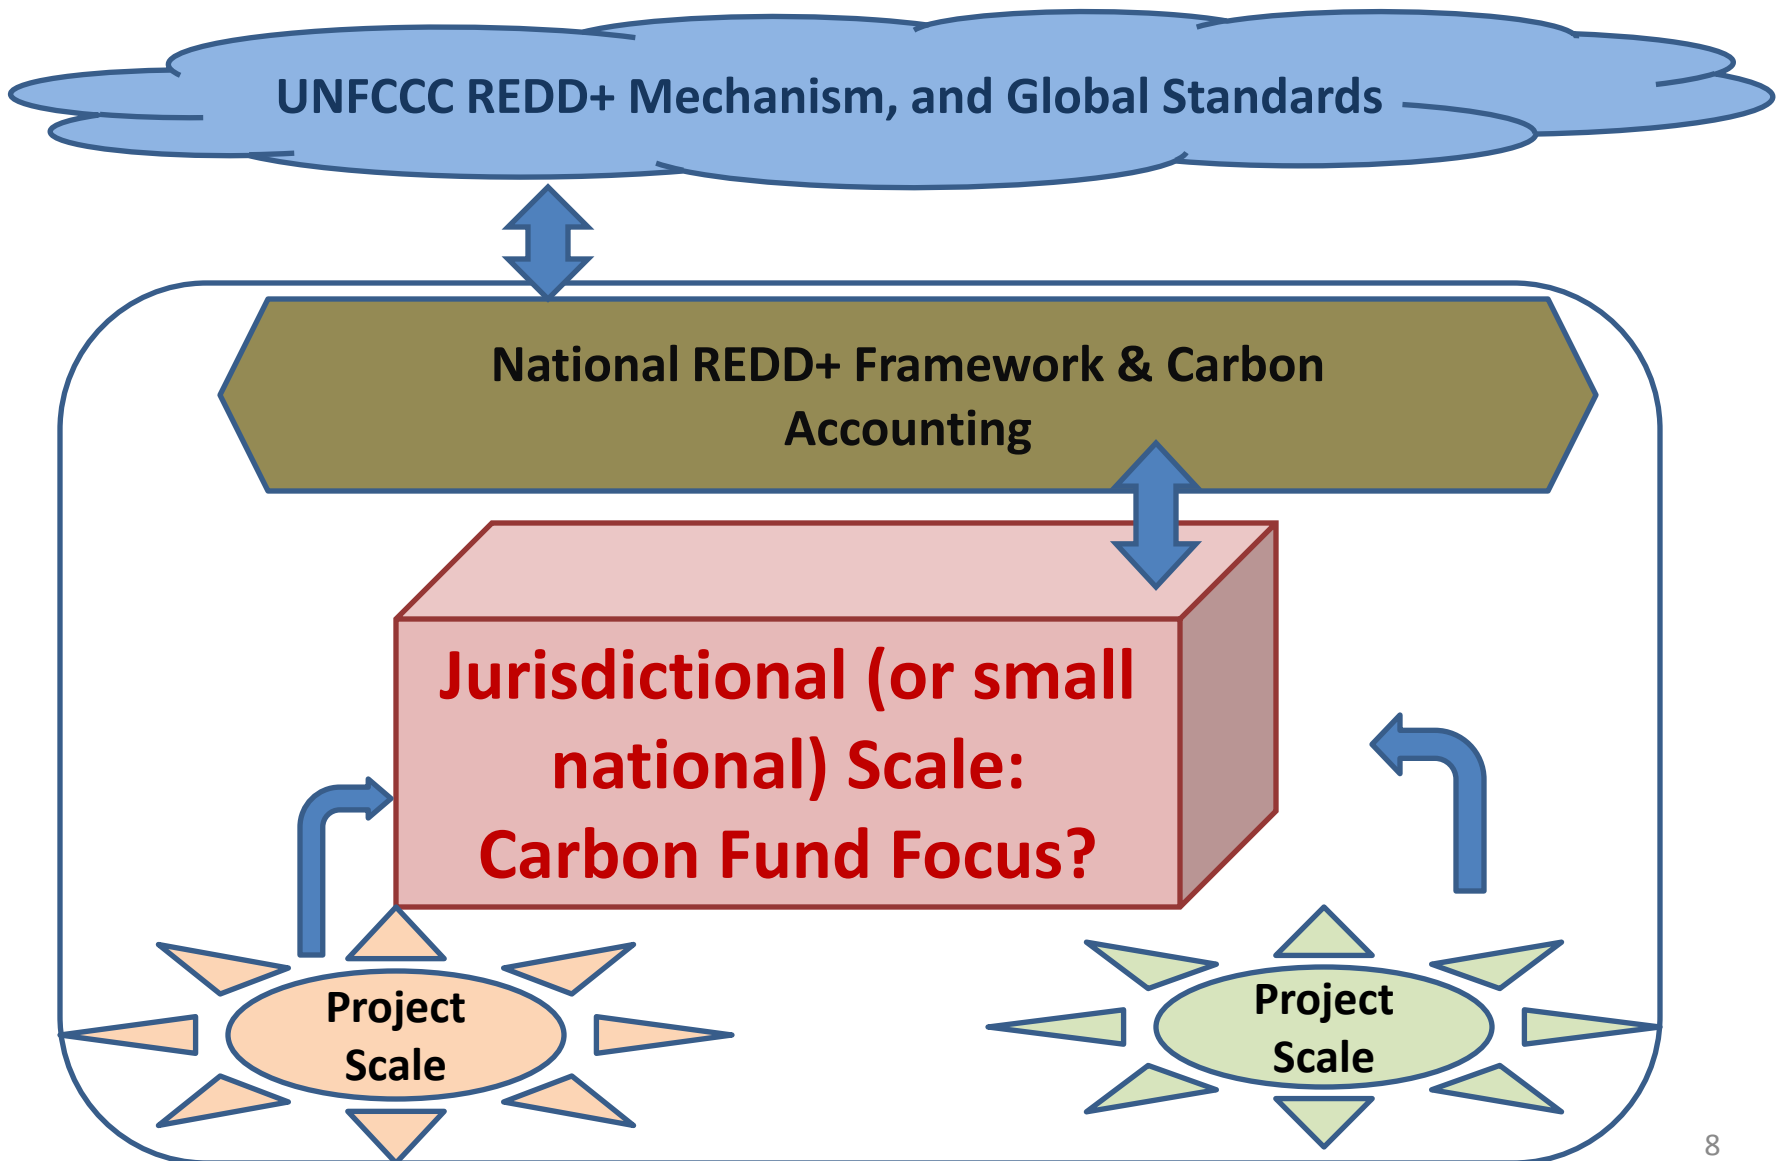 UNFCCC REDD+ Mechanism, and Global Standards
National REDD+ Framework & Carbon
Accounting
Jurisdictional (or small
national) Scale:
Carbon Fund Focus?
Project
Scale
Project
Scale
8